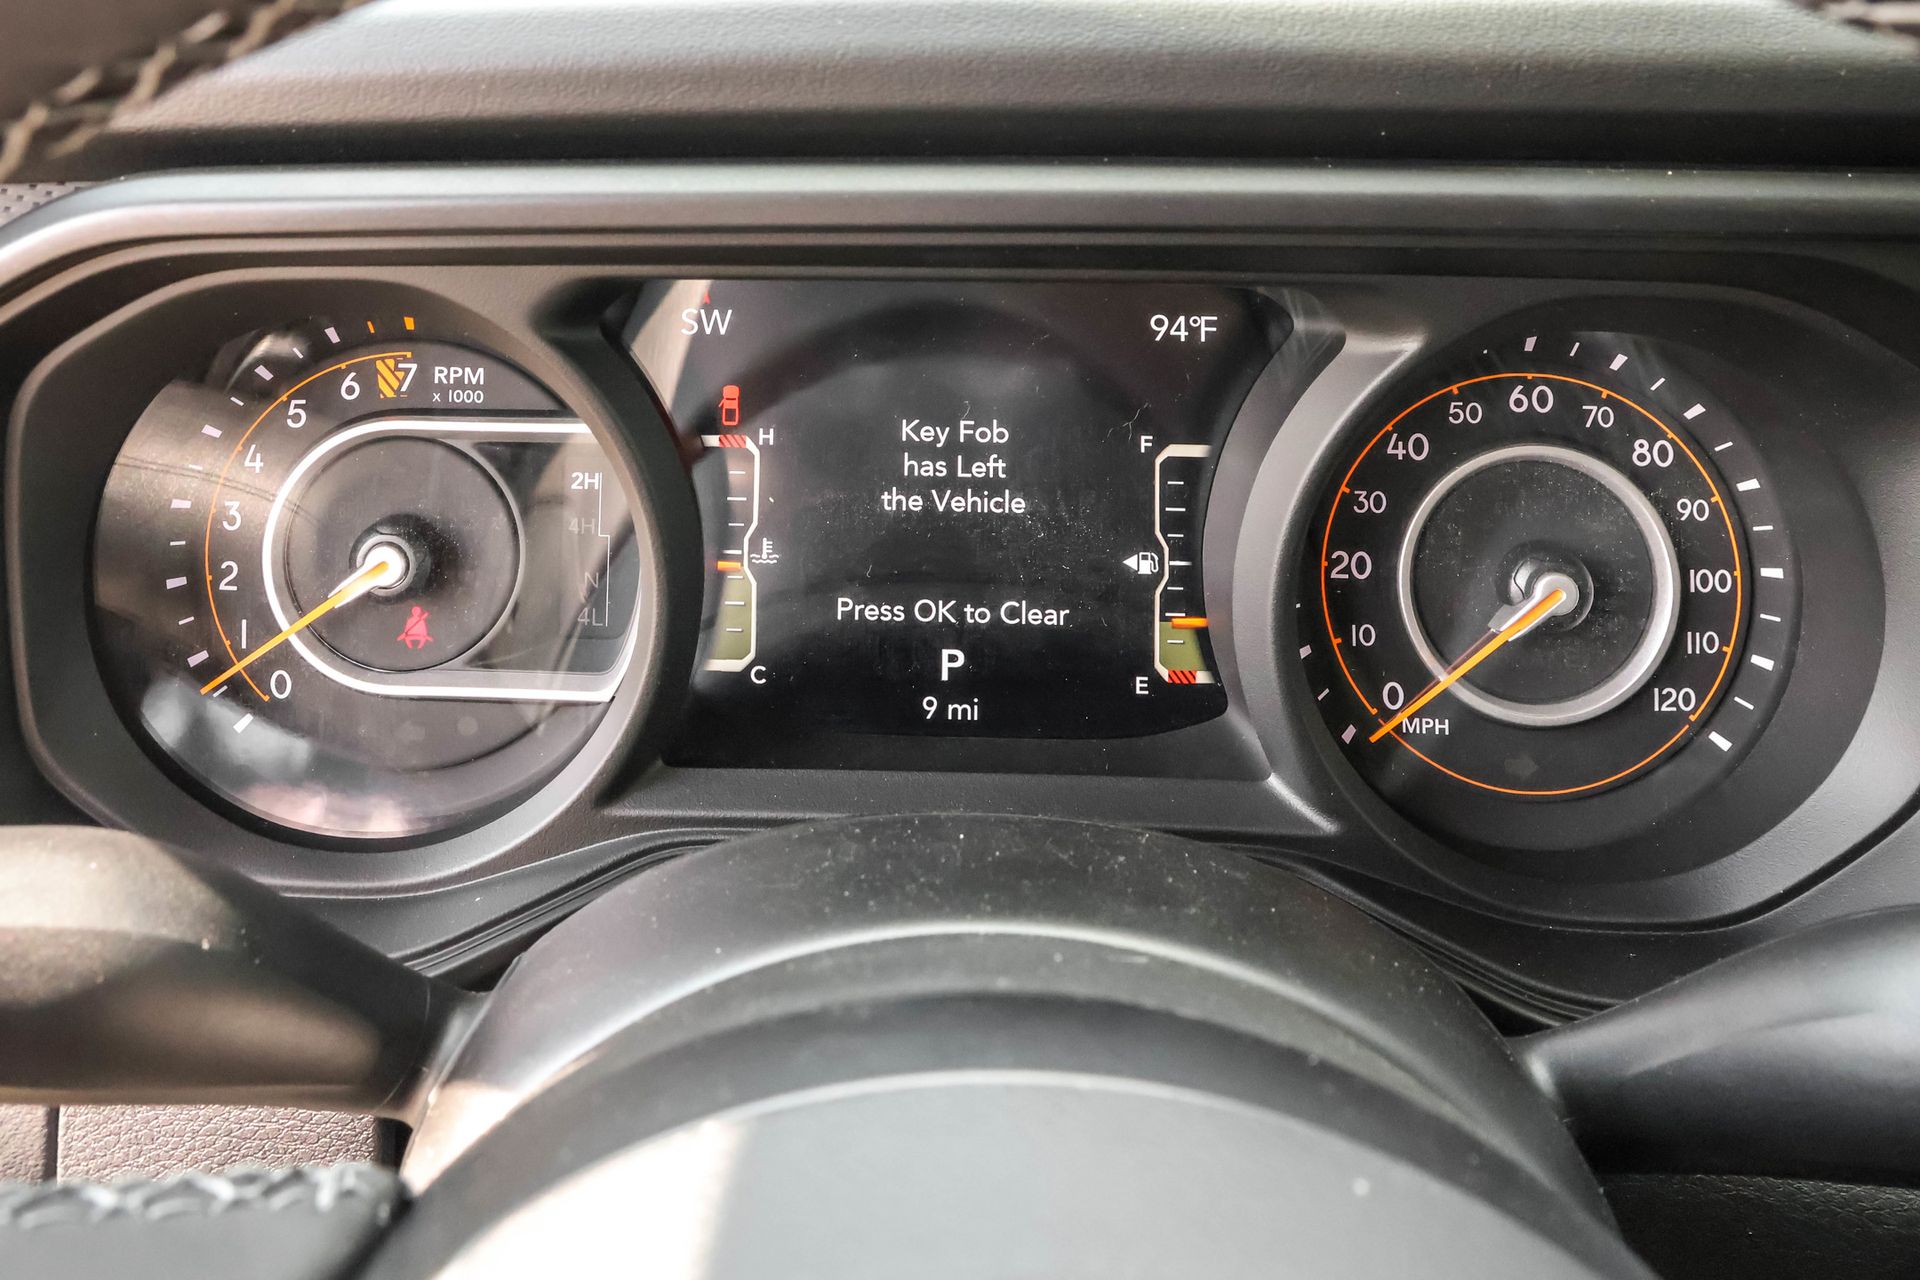 SW
94°F
7
RPM
x 1000
6
5
4
3
2
1
0
2H
4H
N
4L
H
C
Key Fob
has Left
the Vehicle
Press OK to Clear
P
9 mi
F
E
0
10
20
30
40
50
60
70
80
90
100
110
120
MPH